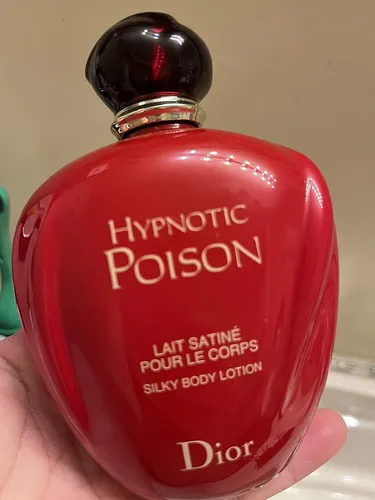 HYPNOTIC
POISON
LAIT SATINÉ
POUR LE CORPS
SILKY BODY LOTION
Dior